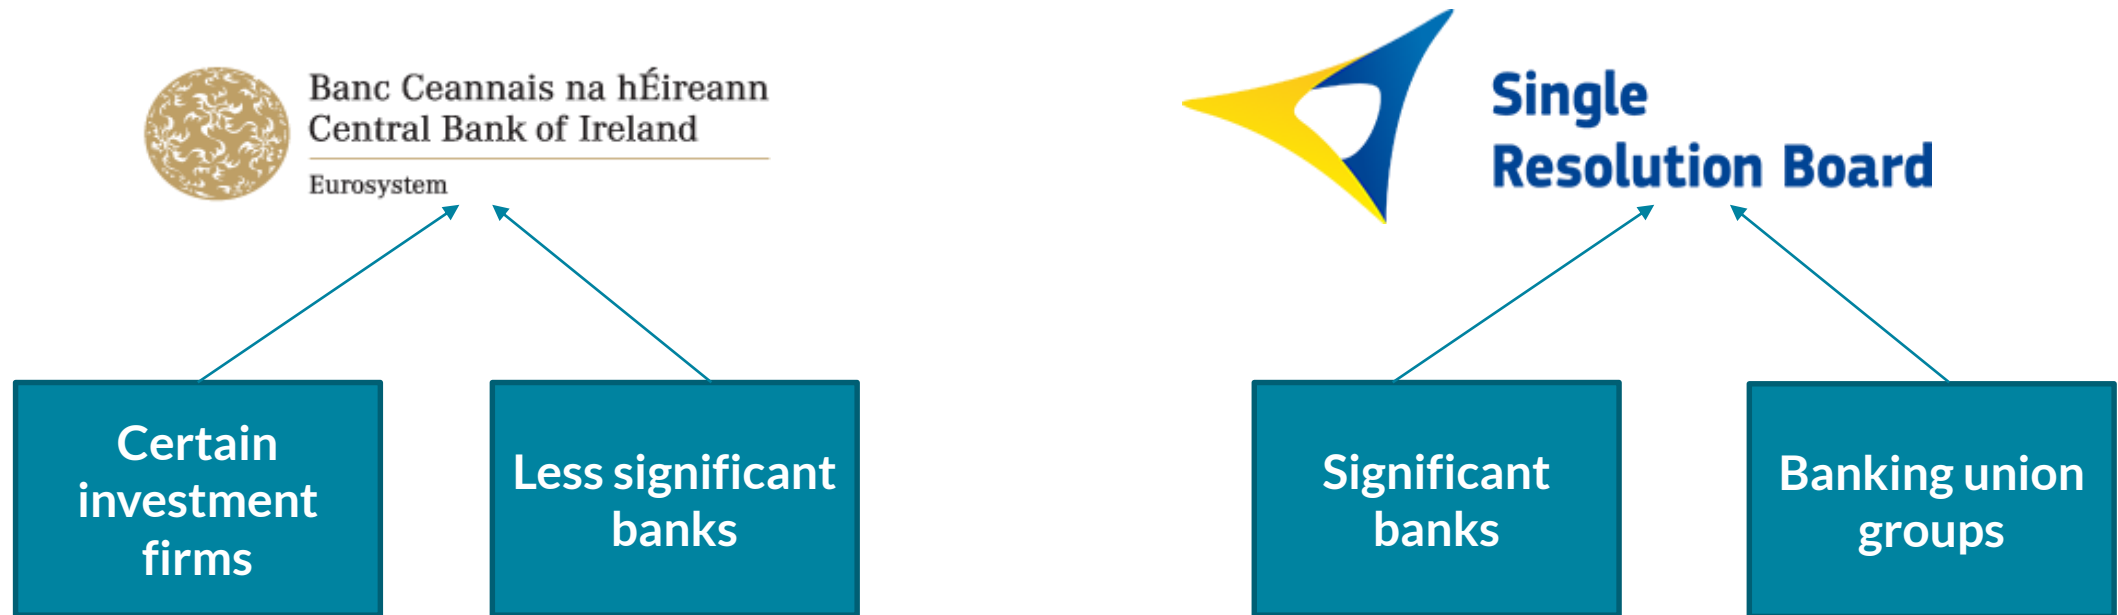 Banc Ceannais na hÉireann
Central Bank of Ireland
Eurosystem
Single
Resolution Board
Certain
investment
firms
Less significant
banks
Significant
banks
Banking union
groups